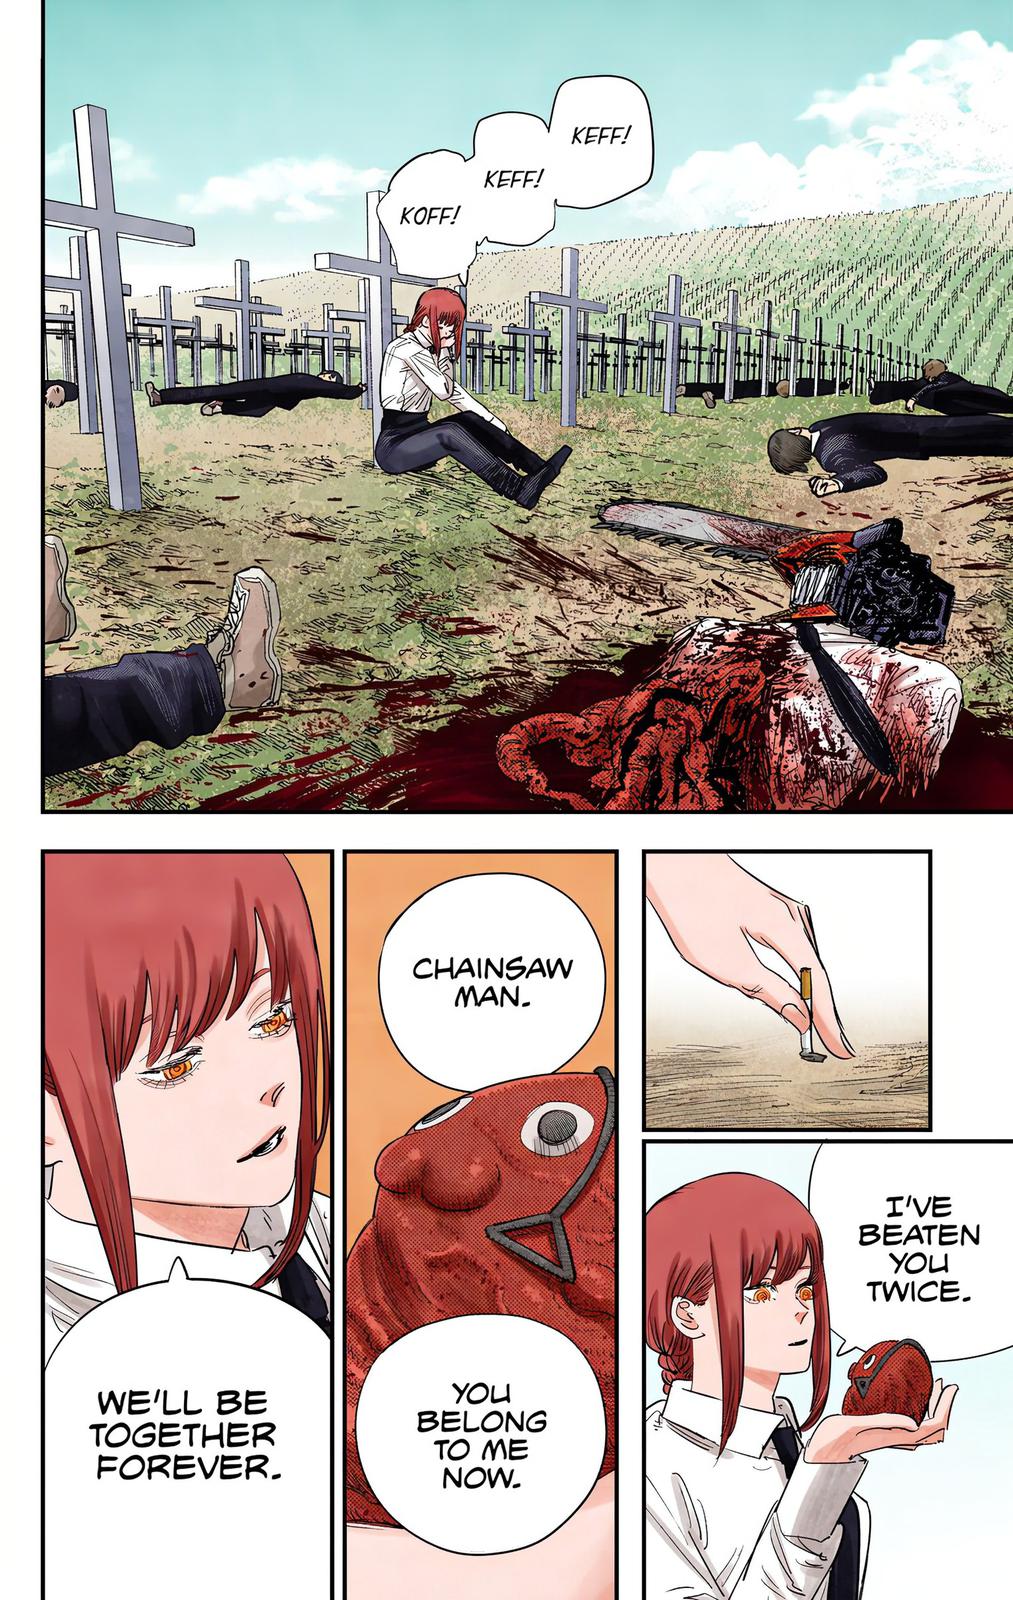 KOFF!
KEFF!
KEFF!
I'VE
BEATEN
YOU
TWICE.
CHAINSAW
MAN.
YOU
BELONG
TO ME
NOW.
WE'LL BE
TOGETHER
FOREVER.